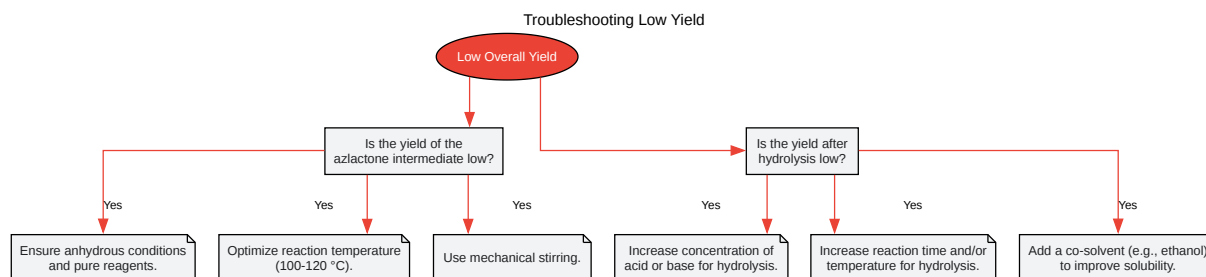 Troubleshooting Low Yield
Low Overall Yield
Is the yield of the
azlactone intermediate low?
Is the yield after
hydrolysis low?
Yes
Yes
Yes
Yes
Yes
Yes
Ensure anhydrous conditions
and pure reagents.
Optimize reaction temperature
(100-120 °C).
Use mechanical stirring.
Increase concentration of
acid or base for hydrolysis.
Increase reaction time and/or
temperature for hydrolysis.
Add a co-solvent (e.g., ethanol)
to improve solubility.